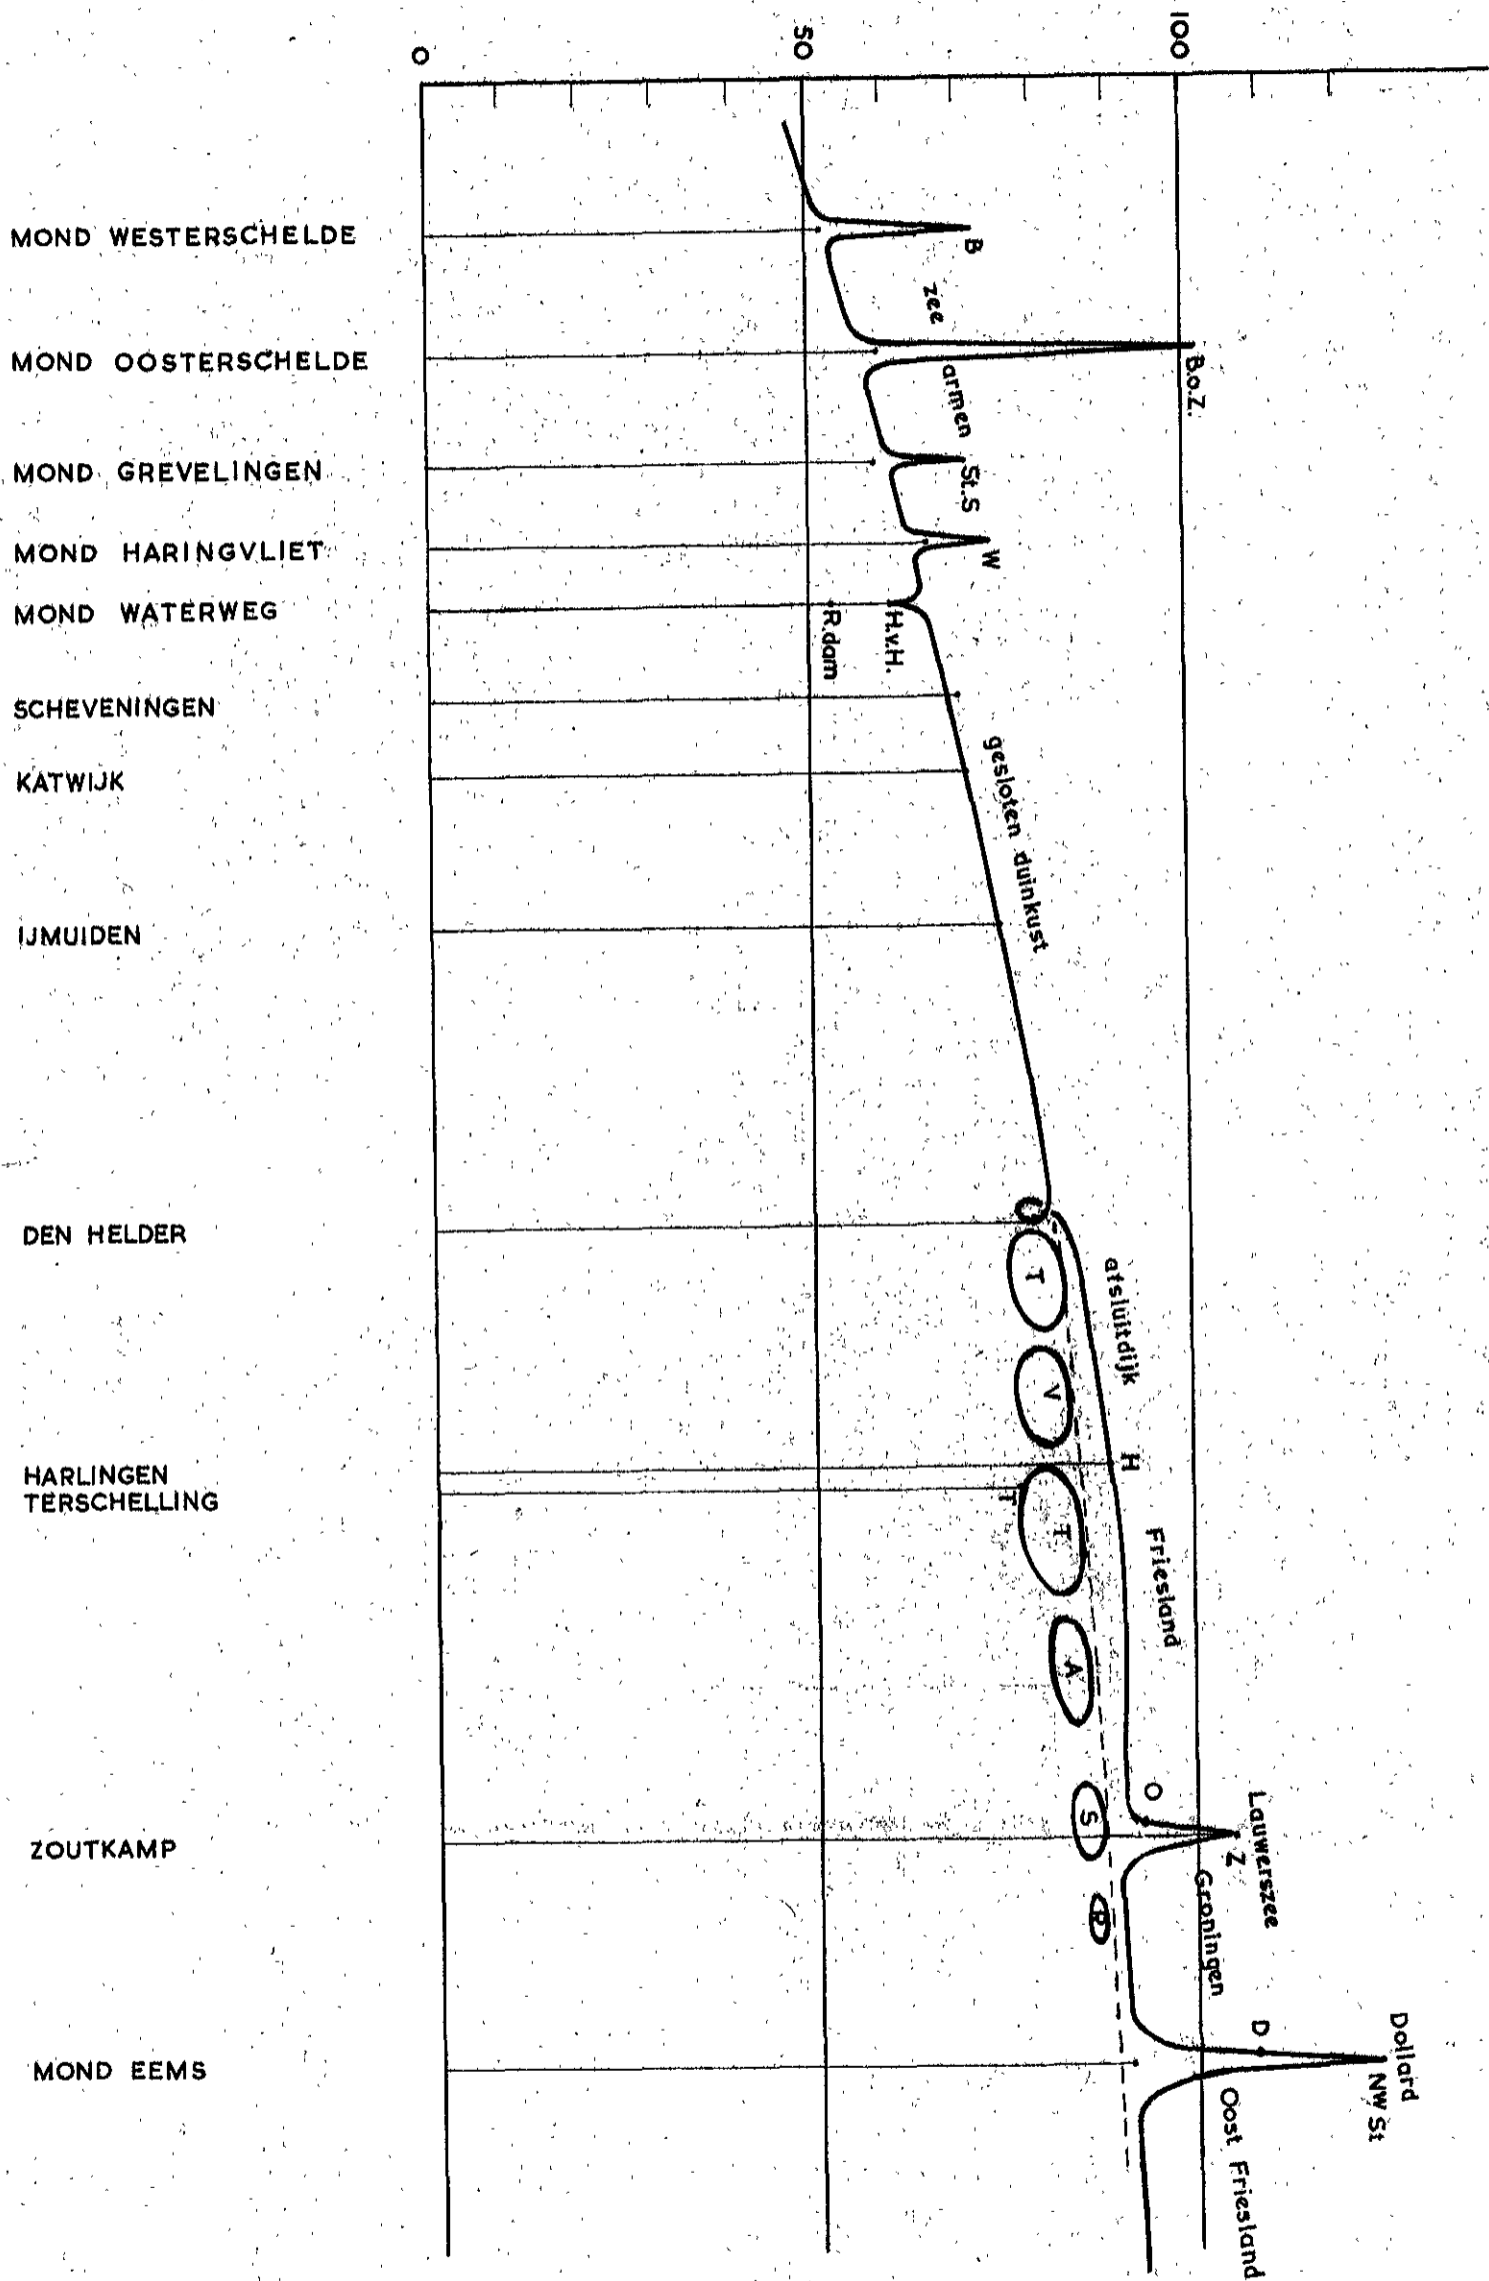 0
50
100
MOND WESTERSCHELDE
B
zee
MOND OOSTERSCHELDE
B.o.Z.
armen
MOND GREVELINGEN
St.S
MOND HARINGVLIET
W
MOND WATERWEG
R.dam
H.v.H.
SCHEVENINGEN
KATWIJK
gesloten duinkust
IJMUIDEN
DEN HELDER
T
afsluitdijk
V
HARLINGEN
H
TERSCHELLING
T
T
Friesland
A
O
S
ZOUTKAMP
Z
Lauwerszee
R
Groningen
D
MOND EEMS
Dollard
NW St
Oost Friesland